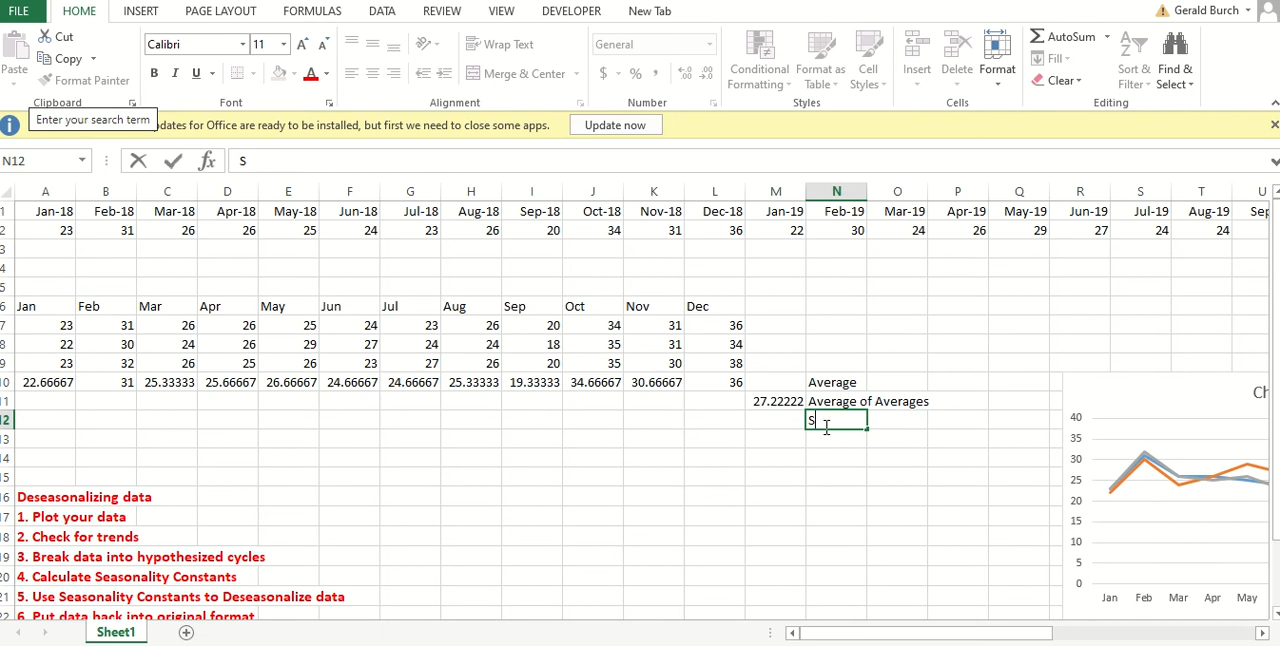 FILE HOME INSERT PAGE LAYOUT FORMULAS DATA REVIEW VIEW DEVELOPER New Tab Gerald Burch
Cut Calibri 11 Wrap Text General AutoSum
Copy Fill
Paste Format Painter B I U Merge & Center $ % Conditional Formatting Format as Table Cell Styles Insert Delete Format Clear Sort & Filter Find & Select
Clipboard Font Alignment Number Styles Cells Editing
Enter your search term
dates for Office are ready to be installed, but first we need to close some apps. Update now
N12 fx S
A B C D E F G H I J K L M N O P Q R S T U
1 Jan-18 Feb-18 Mar-18 Apr-18 May-18 Jun-18 Jul-18 Aug-18 Sep-18 Oct-18 Nov-18 Dec-18 Jan-19 Feb-19 Mar-19 Apr-19 May-19 Jun-19 Jul-19 Aug-19 Sep
2 23 31 26 26 25 24 23 26 20 34 31 36 22 30 24 26 29 27 24 24
3
4
5
6 Jan Feb Mar Apr May Jun Jul Aug Sep Oct Nov Dec
7 23 31 26 26 25 24 23 26 20 34 31 36
8 22 30 24 26 29 27 24 24 18 35 31 34
9 23 32 26 25 26 23 27 26 20 35 30 38
10 22.66667 31 25.33333 25.66667 26.66667 24.66667 24.66667 25.33333 19.33333 34.66667 30.66667 36 Average
11 27.22222 Average of Averages
12 S
13
14
15
16 Deseasonalizing data
17 1. Plot your data
18 2. Check for trends
19 3. Break data into hypothesized cycles
20 4. Calculate Seasonality Constants
21 5. Use Seasonality Constants to Deseasonalize data
22 6. Put data back into original format
Ch
40
35
30
25
20
15
10
5
0
Jan Feb Mar Apr May
Sheet1